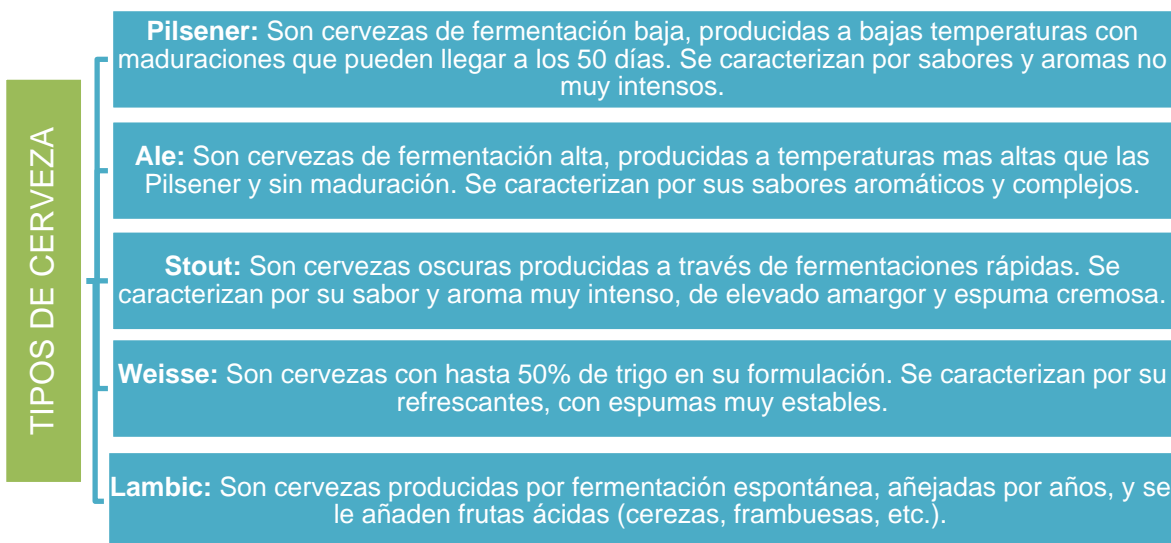 TIPOS DE CERVEZA
Pilsener: Son cervezas de fermentación baja, producidas a bajas temperaturas con
maduraciones que pueden llegar a los 50 días. Se caracterizan por sabores y aromas no
muy intensos.
Ale: Son cervezas de fermentación alta, producidas a temperaturas mas altas que las
Pilsener y sin maduración. Se caracterizan por sus sabores aromáticos y complejos.
Stout: Son cervezas oscuras producidas a través de fermentaciones rápidas. Se
caracterizan por su sabor y aroma muy intenso, de elevado amargor y espuma cremosa.
Weisse: Son cervezas con hasta 50% de trigo en su formulación. Se caracterizan por su
refrescantes, con espumas muy estables.
Lambic: Son cervezas producidas por fermentación espontánea, añejadas por años, y se
le añaden frutas ácidas (cerezas, frambuesas, etc.).